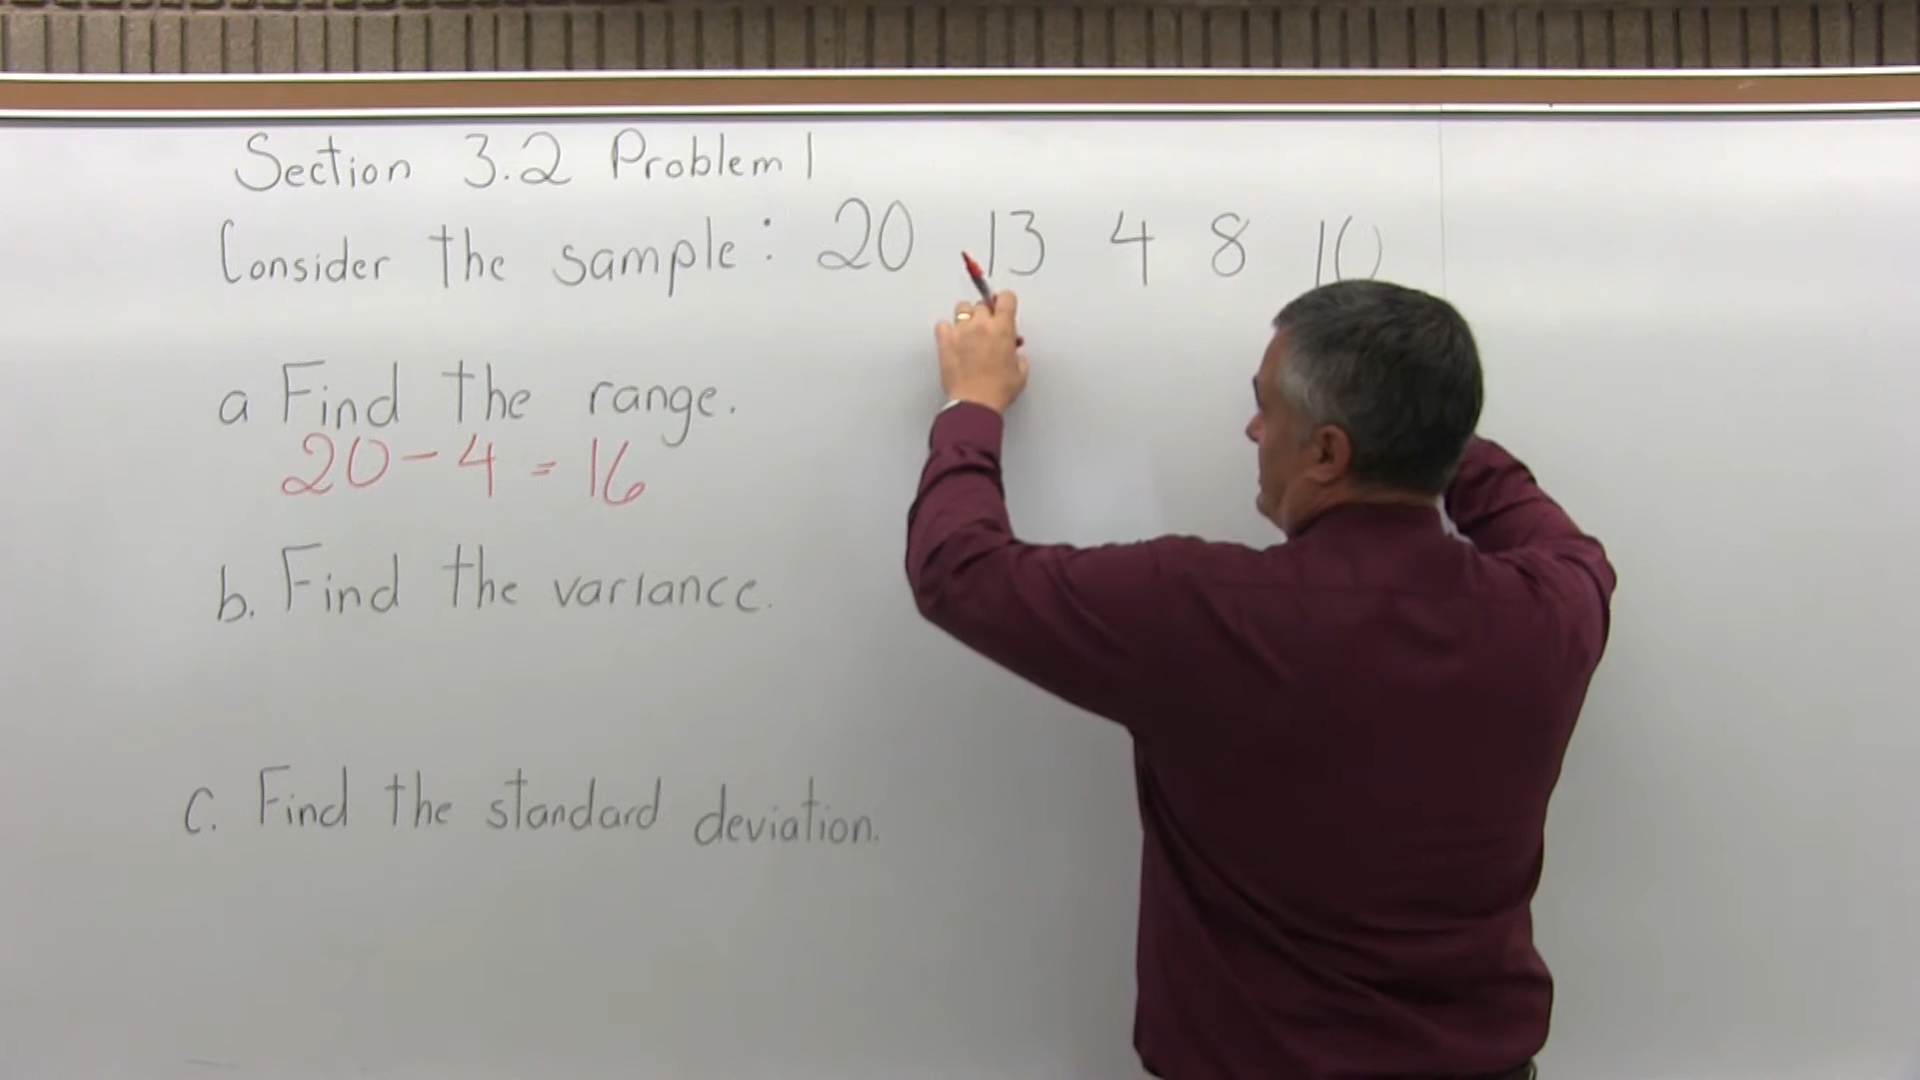 Section 3.2 Problem 1
Consider the sample: 20 13 4 8 10
a Find the range.
20 - 4 = 16
b. Find the variance.
c. Find the standard deviation.